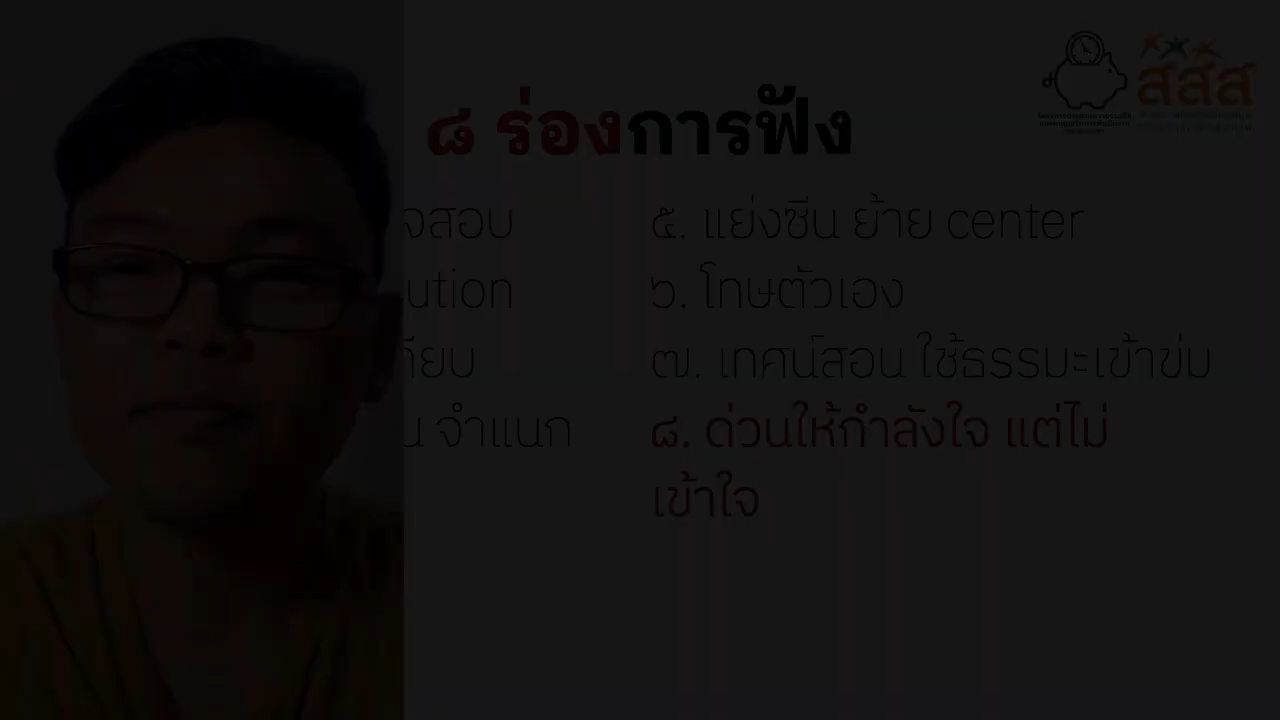 ๘ ร่องการฟัง
สสส
จสอบ
ution
ทียบ
น จำแนก
๕. แย่งซีน ย้าย center
๖. โทษตัวเอง
๗. เทศน์สอน ใช้ธรรมะเข้าข่ม
๘. ด่วนให้กำลังใจ แต่ไม่
เข้าใจ